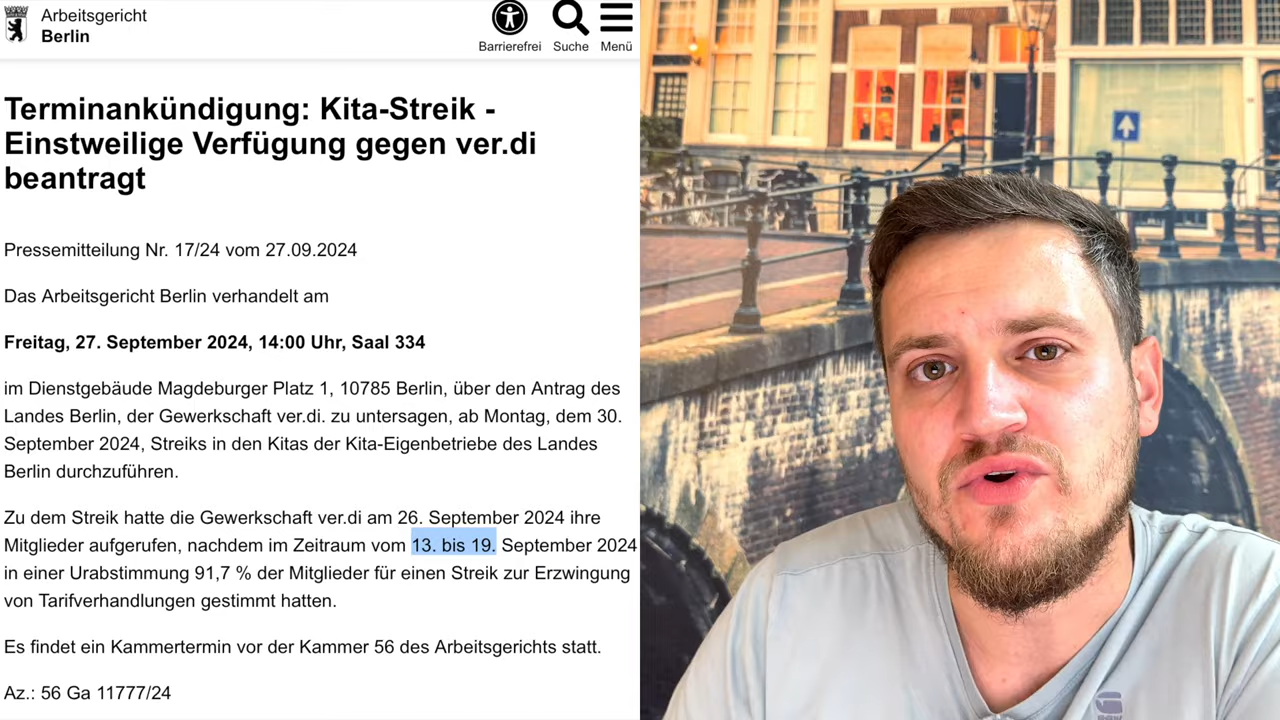 Arbeitsgericht
Berlin
Barrierefrei Suche Menü
Terminankündigung: Kita-Streik -
Einstweilige Verfügung gegen ver.di
beantragt
Pressemitteilung Nr. 17/24 vom 27.09.2024
Das Arbeitsgericht Berlin verhandelt am
Freitag, 27. September 2024, 14:00 Uhr, Saal 334
im Dienstgebäude Magdeburger Platz 1, 10785 Berlin, über den Antrag des
Landes Berlin, der Gewerkschaft ver.di. zu untersagen, ab Montag, dem 30.
September 2024, Streiks in den Kitas der Kita-Eigenbetriebe des Landes
Berlin durchzuführen.
Zu dem Streik hatte die Gewerkschaft ver.di am 26. September 2024 ihre
Mitglieder aufgerufen, nachdem im Zeitraum vom 13. bis 19. September 2024
in einer Urabstimmung 91,7 % der Mitglieder für einen Streik zur Erzwingung
von Tarifverhandlungen gestimmt hatten.
Es findet ein Kammertermin vor der Kammer 56 des Arbeitsgerichts statt.
Az.: 56 Ga 11777/24